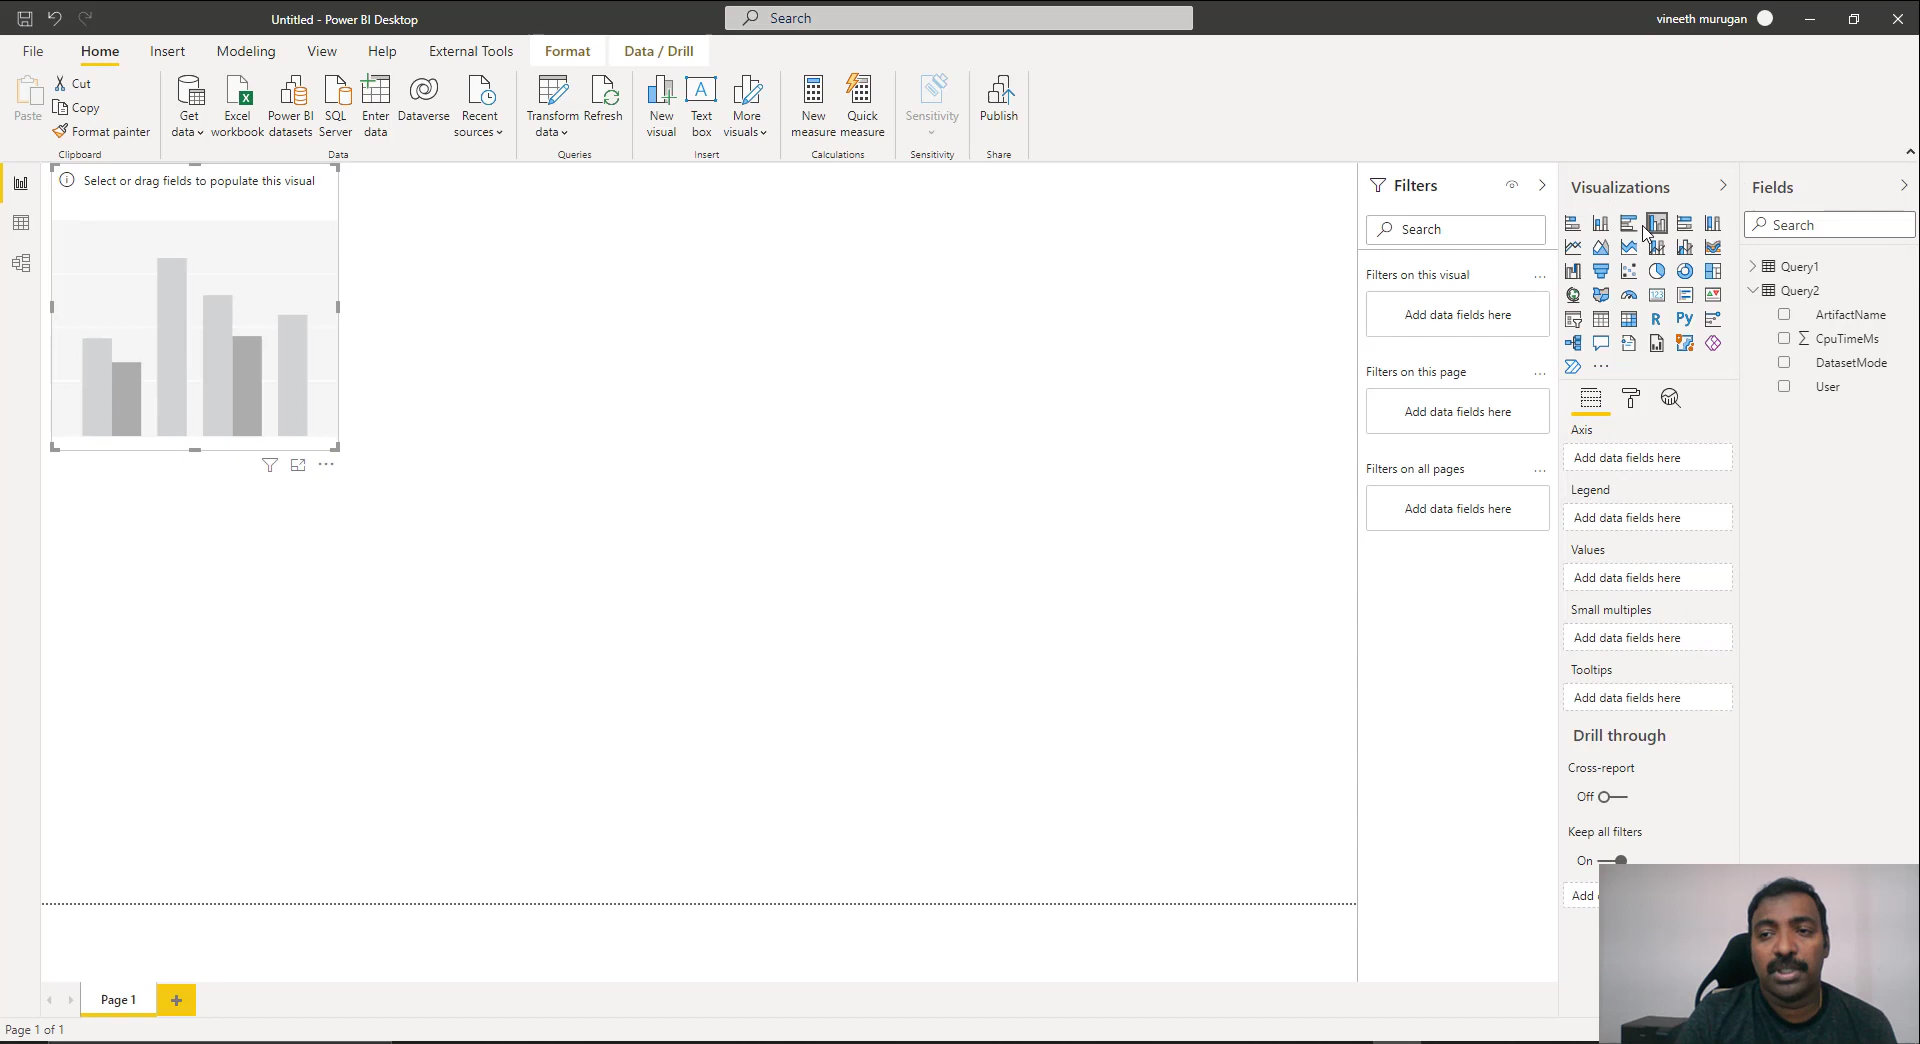 Untitled - Power BI Desktop
Search
vineeth murugan
File
Home
Insert
Modeling
View
Help
External Tools
Format
Data / Drill
Paste
Cut
Copy
Format painter
Clipboard
Get data
Excel workbook
Power BI datasets
SQL Server
Enter data
Dataverse
Recent sources
Data
Transform data
Refresh
Queries
New visual
Text box
More visuals
Insert
New measure
Quick measure
Calculations
Sensitivity
Sensitivity
Publish
Share
Select or drag fields to populate this visual
Filters
Search
Filters on this visual
Add data fields here
Filters on this page
Add data fields here
Filters on all pages
Add data fields here
Visualizations
123
R
Py
Axis
Add data fields here
Legend
Add data fields here
Values
Add data fields here
Small multiples
Add data fields here
Tooltips
Add data fields here
Drill through
Cross-report
Off
Keep all filters
On
Add
Fields
Search
Query1
Query2
ArtifactName
CpuTimeMs
DatasetMode
User
Page 1
Page 1 of 1